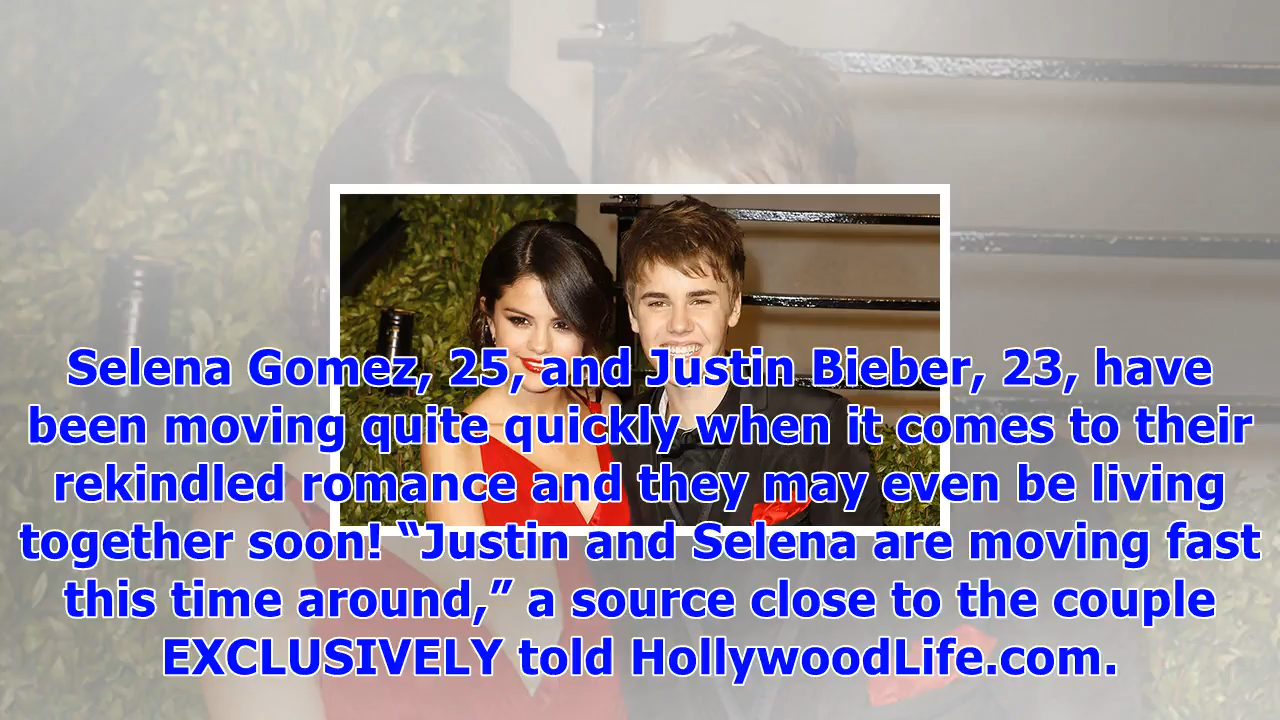 Selena Gomez, 25, and Justin Bieber, 23, have
been moving quite quickly when it comes to their
rekindled romance and they may even be living
together soon! “Justin and Selena are moving fast
this time around,” a source close to the couple
EXCLUSIVELY told HollywoodLife.com.